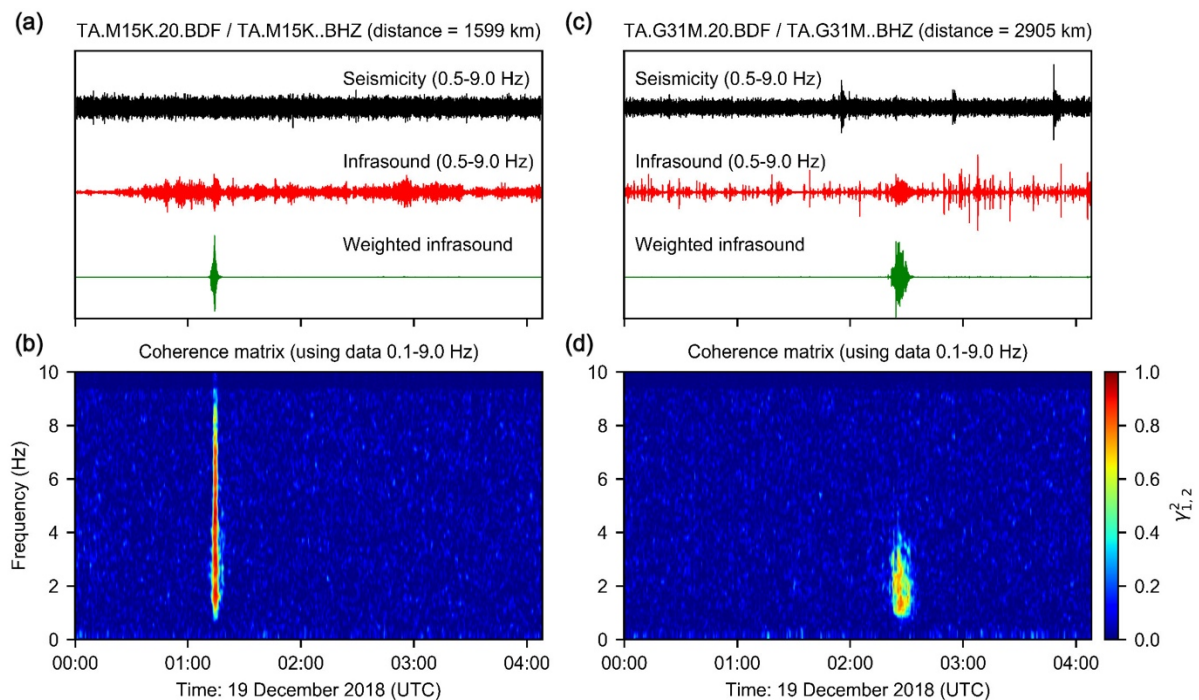 (a)
TA.M15K.20.BDF / TA.M15K..BHZ (distance = 1599 km)
Seismicity (0.5-9.0 Hz)
Infrasound (0.5-9.0 Hz)
Weighted infrasound
(c)
TA.G31M.20.BDF / TA.G31M..BHZ (distance = 2905 km)
Seismicity (0.5-9.0 Hz)
Infrasound (0.5-9.0 Hz)
Weighted infrasound
(b)
Coherence matrix (using data 0.1-9.0 Hz)
Frequency (Hz)
10
8
6
4
2
0
00:00 01:00 02:00 03:00 04:00
Time: 19 December 2018 (UTC)
(d)
Coherence matrix (using data 0.1-9.0 Hz)
10
8
6
4
2
0
00:00 01:00 02:00 03:00 04:00
Time: 19 December 2018 (UTC)
1.0
0.8
0.6
0.4
0.2
0.0
γ²₁,₂